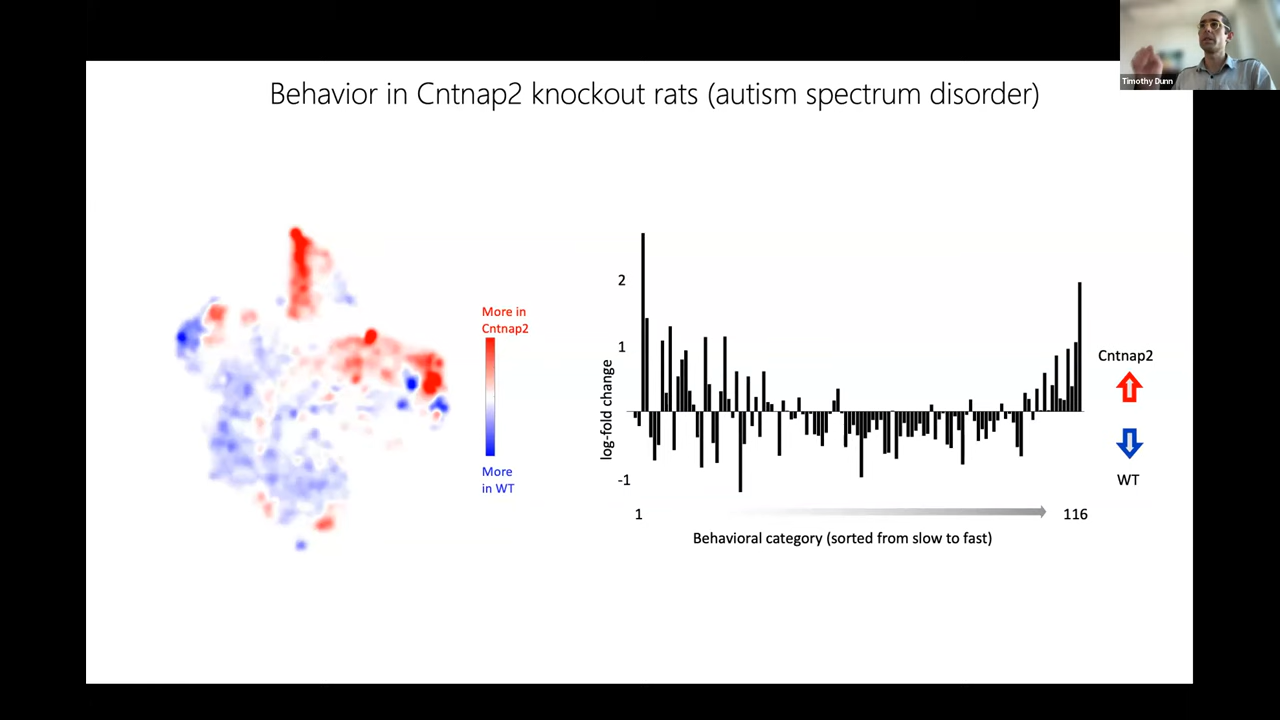 Timothy Dunn
Behavior in Cntnap2 knockout rats (autism spectrum disorder)
More in
Cntnap2
More
in WT
log-fold change
2
1
-1
1
116
Behavioral category (sorted from slow to fast)
Cntnap2
WT